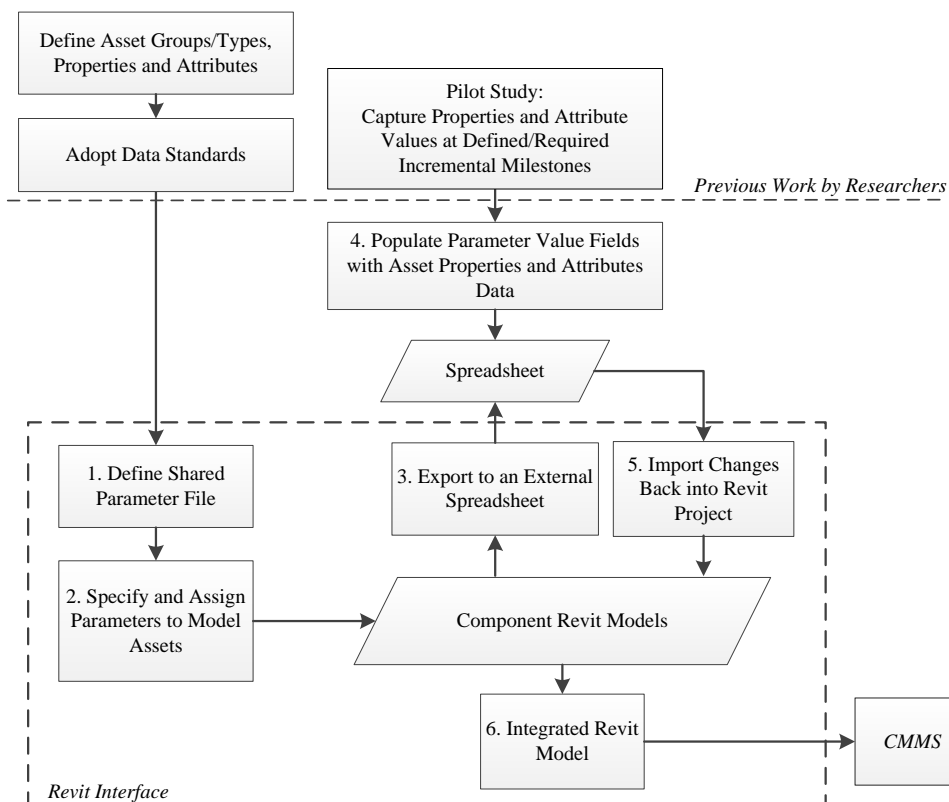 Define Asset Groups/Types,
Properties and Attributes
Adopt Data Standards
Pilot Study:
Capture Properties and Attribute
Values at Defined/Required
Incremental Milestones
Previous Work by Researchers
4. Populate Parameter Value Fields
with Asset Properties and Attributes
Data
Spreadsheet
1. Define Shared
Parameter File
3. Export to an External
Spreadsheet
5. Import Changes
Back into Revit
Project
2. Specify and Assign
Parameters to Model
Assets
Component Revit Models
6. Integrated Revit
Model
CMMS
Revit Interface